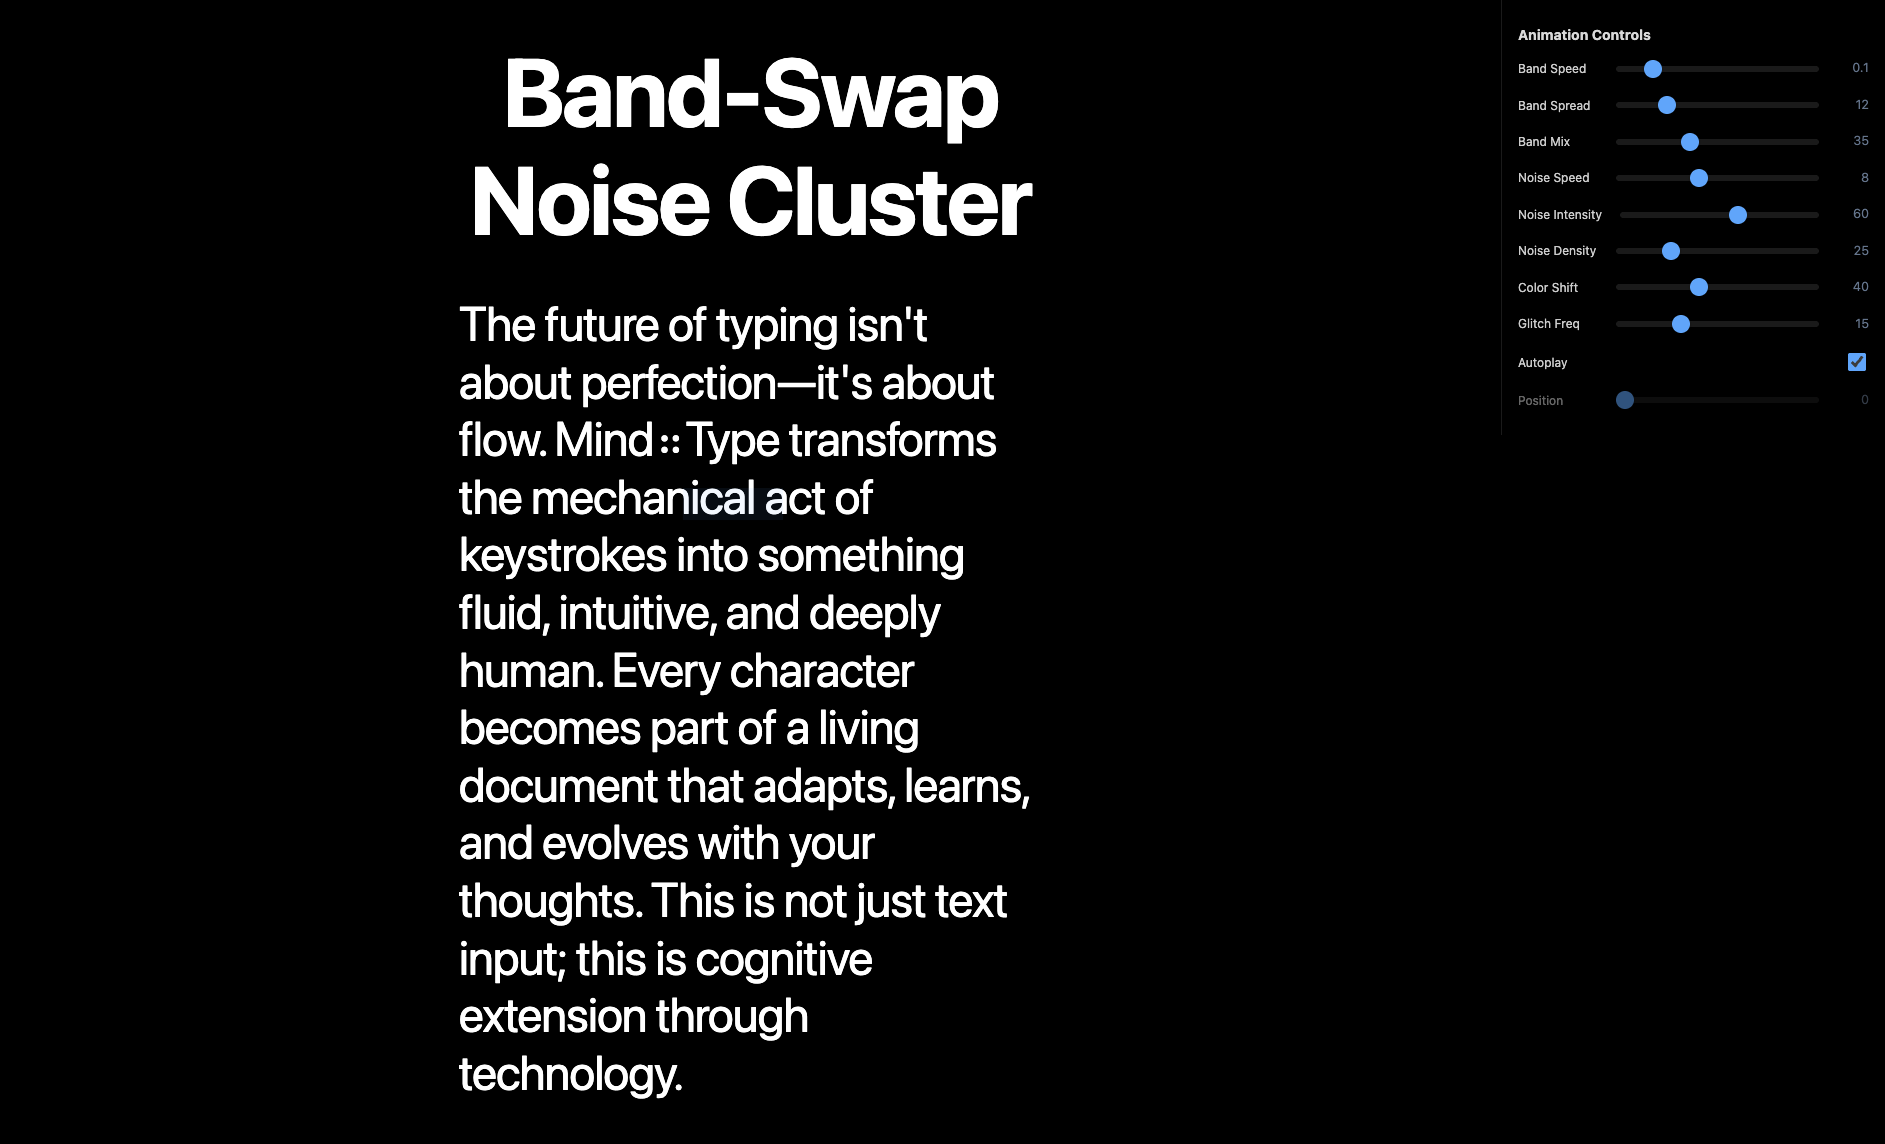 Band-Swap
Noise Cluster
The future of typing isn't
about perfection—it's about
flow. Mind::Type transforms
the mechanical act of
keystrokes into something
fluid, intuitive, and deeply
human. Every character
becomes part of a living
document that adapts, learns,
and evolves with your
thoughts. This is not just text
input; this is cognitive
extension through
technology.
Animation Controls
Band Speed 0.1
Band Spread 12
Band Mix 35
Noise Speed 8
Noise Intensity 60
Noise Density 25
Color Shift 40
Glitch Freq 15
Autoplay
Position 0